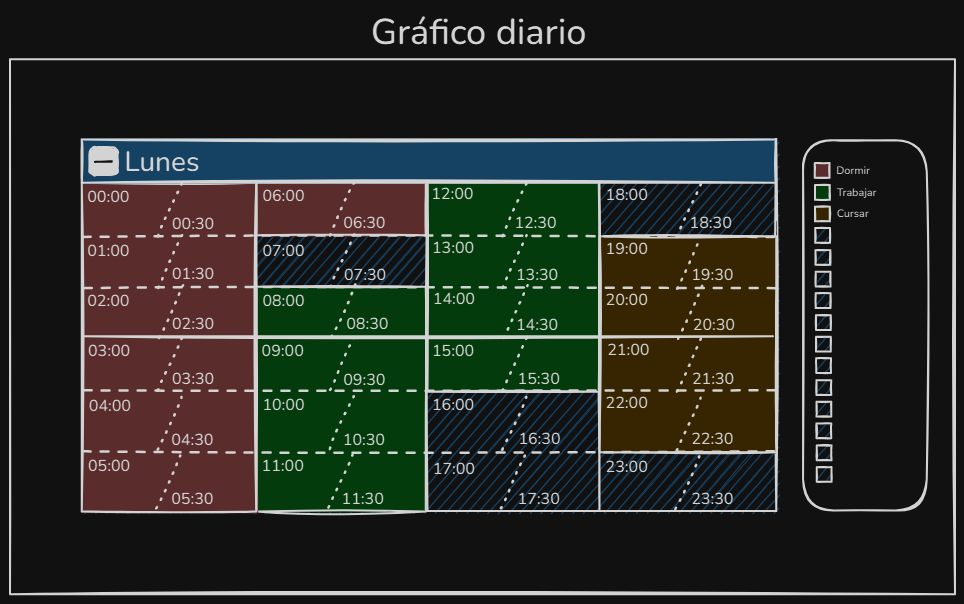 Gráfico diario
Lunes
00:00 00:30 06:00 06:30 12:00 12:30 18:00 18:30
01:00 01:30 07:00 07:30 13:00 13:30 19:00 19:30
02:00 02:30 08:00 08:30 14:00 14:30 20:00 20:30
03:00 03:30 09:00 09:30 15:00 15:30 21:00 21:30
04:00 04:30 10:00 10:30 16:00 16:30 22:00 22:30
05:00 05:30 11:00 11:30 17:00 17:30 23:00 23:30
Dormir
Trabajar
Cursar